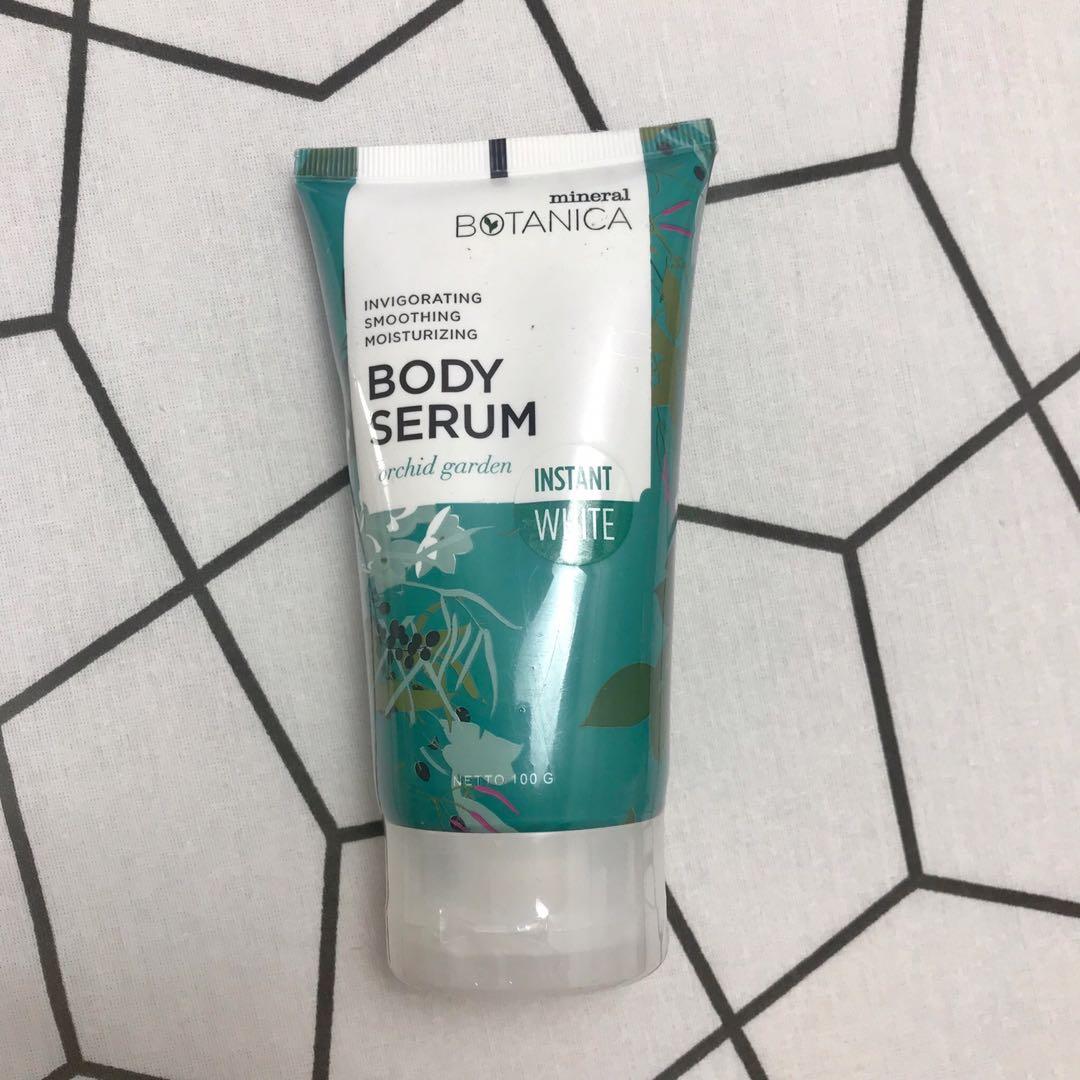 mineral
BOTANICA
INVIGORATING
SMOOTHING
MOISTURIZING
BODY
SERUM
orchid garden
INSTANT
WHITE
NETTO 100 G